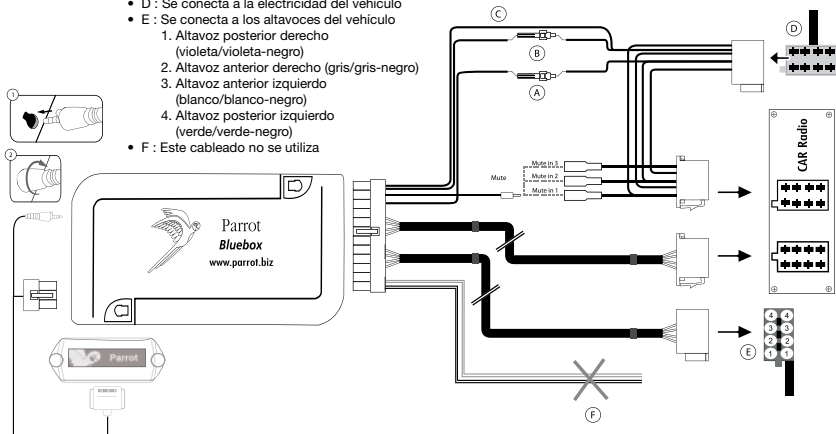 • D : Se conecta a la electricidad del vehículo
• E : Se conecta a los altavoces del vehículo
1. Altavoz posterior derecho
(violeta/violeta-negro)
2. Altavoz anterior derecho (gris/gris-negro)
3. Altavoz anterior izquierdo
(blanco/blanco-negro)
4. Altavoz posterior izquierdo
(verde/verde-negro)
• F : Este cableado no se utiliza
C
B
A
D
1
2
CAR Radio
Mute
Mute in 3
Mute in 2
Mute in 1
Parrot
Bluebox
www.parrot.biz
4 4
3 3
2 2
1 1
E
Parrot
F